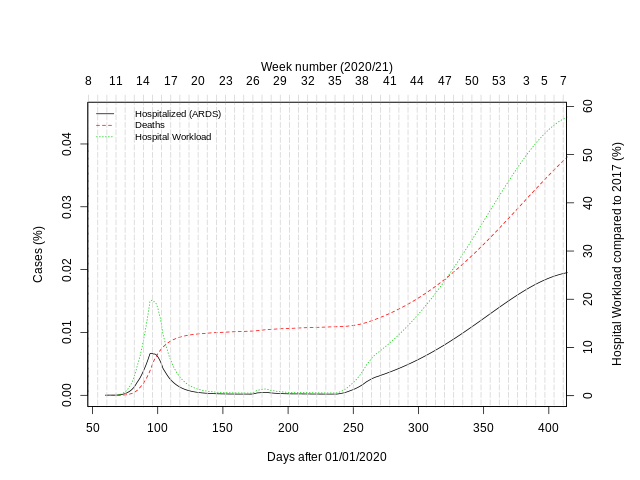 Week number (2020/21)
8 11 14 17 20 23 26 29 32 35 38 41 44 47 50 53 3 5 7
Hospitalized (ARDS)
Deaths
Hospital Workload
Cases (%)
0.00 0.01 0.02 0.03 0.04
Hospital Workload compared to 2017 (%)
0 10 20 30 40 50 60
50 100 150 200 250 300 350 400
Days after 01/01/2020